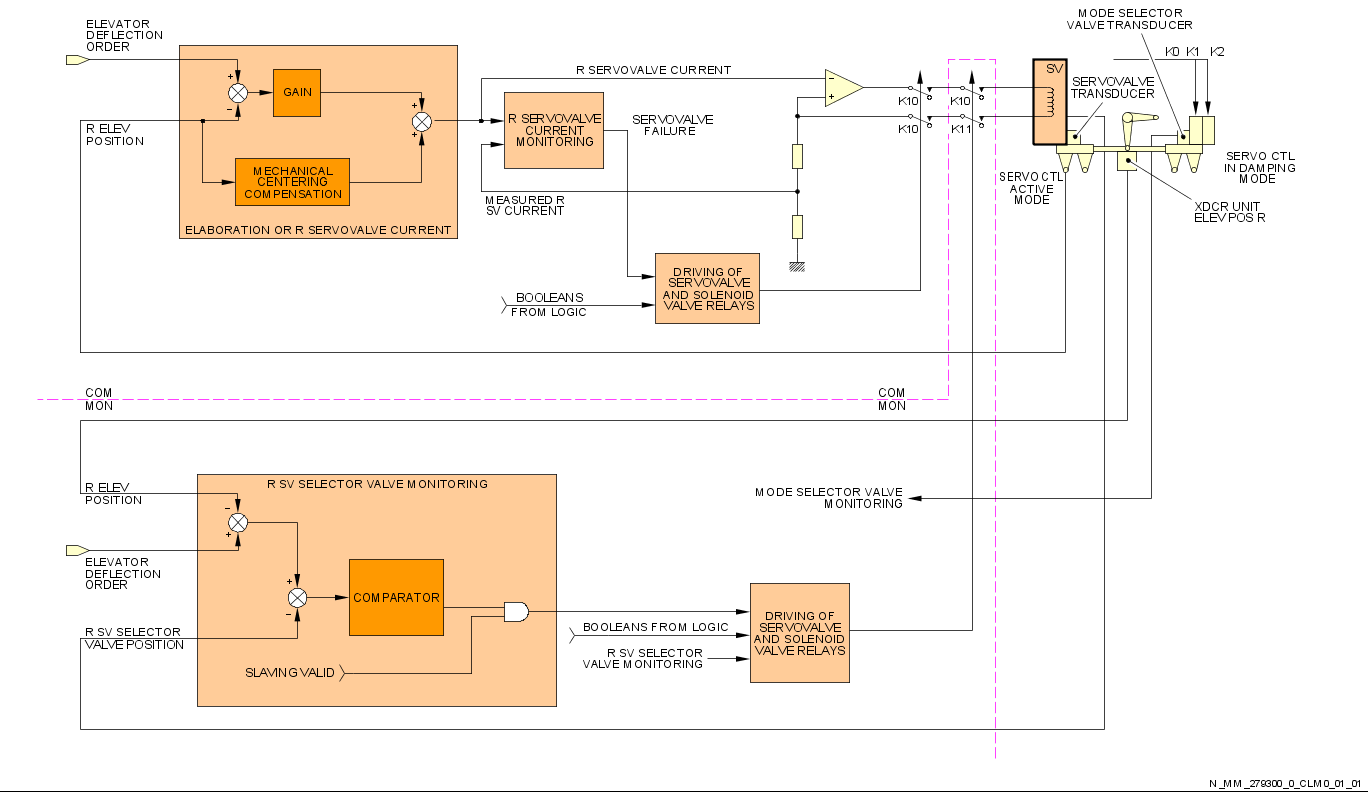 ELEVATOR
DEFLECTION
ORDER
+
-
GAIN
R ELEV
POSITION
MECHANICAL
CENTERING
COMPENSATION
+
+
ELABORATION OR R SERVOVALVE CURRENT
R SERVOVALVE CURRENT
R SERVOVALVE
CURRENT
MONITORING
SERVOVALVE
FAILURE
MEASURED R
SV CURRENT
-
+
BOOLEANS
FROM LOGIC
DRIVING OF
SERVOVALVE
AND SOLENOID
VALVE RELAYS
K10
K10
K10
K11
MODE SELECTOR
VALVE TRANSDUCER
K0 K1 K2
SV
SERVOVALVE
TRANSDUCER
SERVO CTL
ACTIVE
MODE
SERVO CTL
IN DAMPING
MODE
XDCR UNIT
ELEV POS R
COM
MON
COM
MON
R ELEV
POSITION
R SV SELECTOR VALVE MONITORING
-
+
ELEVATOR
DEFLECTION
ORDER
+
-
COMPARATOR
R SV SELECTOR
VALVE POSITION
SLAVING VALID
MODE SELECTOR VALVE
MONITORING
BOOLEANS FROM LOGIC
R SV SELECTOR
VALVE MONITORING
DRIVING OF
SERVOVALVE
AND SOLENOID
VALVE RELAYS
N_MM_279300_0_CLM0_01_01